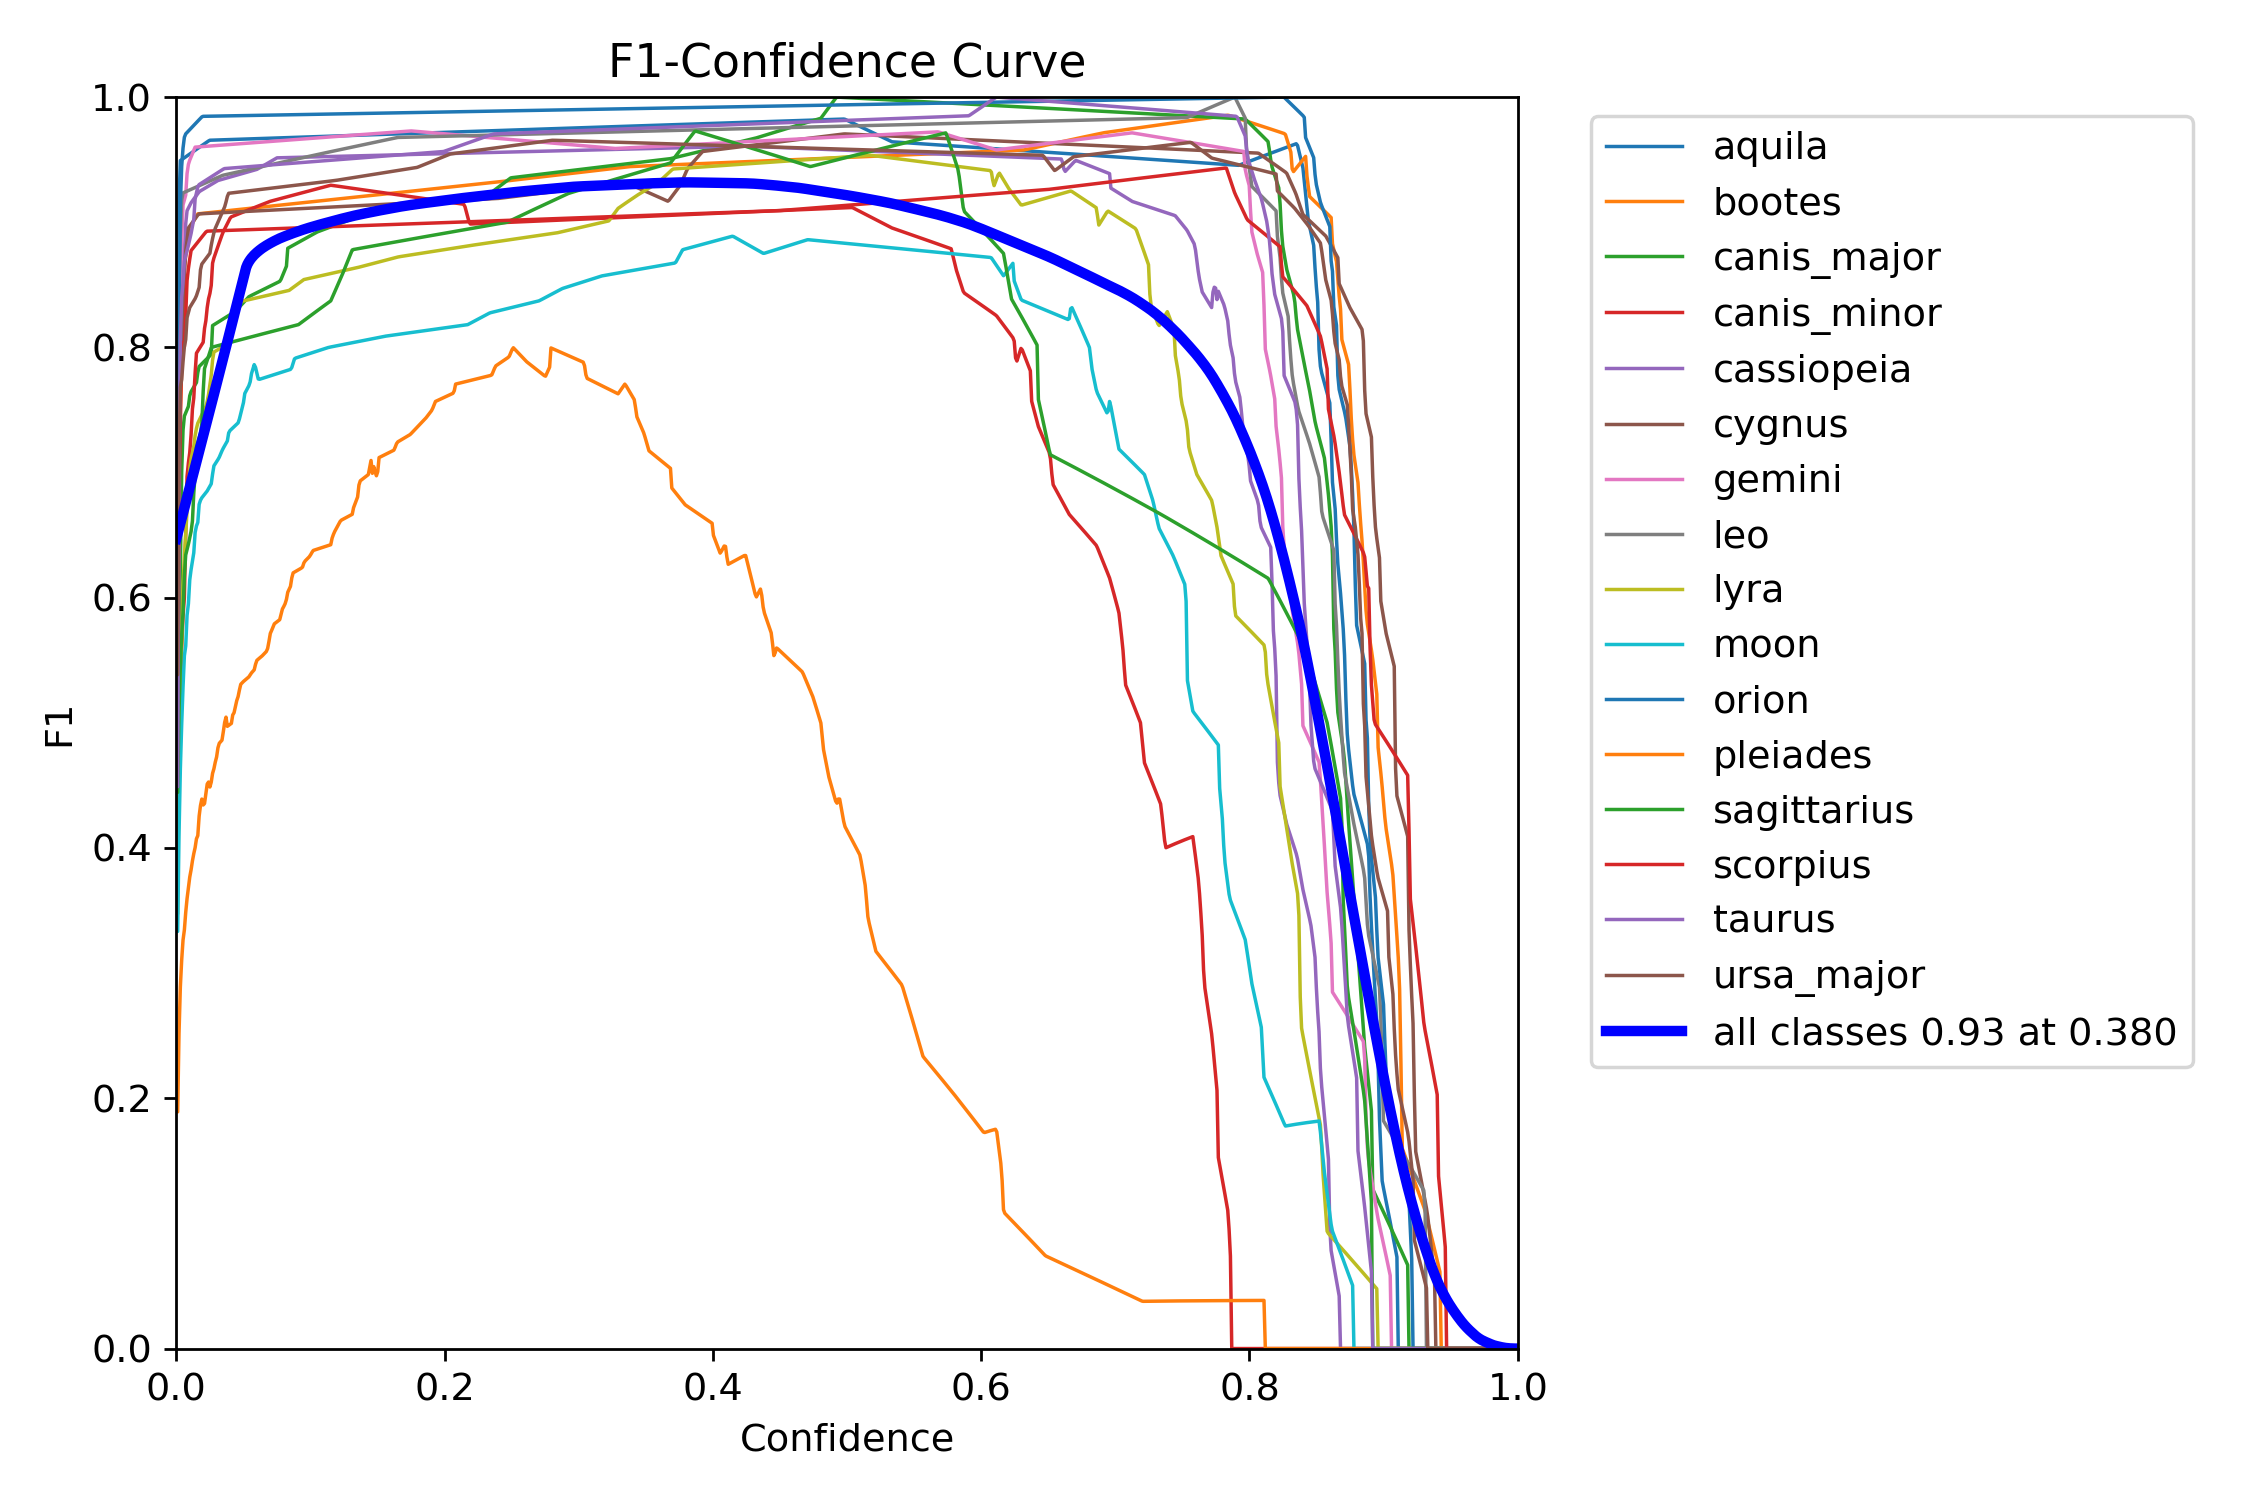 F1-Confidence Curve
1.0
0.8
0.6
0.4
0.2
0.0
F1
0.0 0.2 0.4 0.6 0.8 1.0
Confidence
aquila
bootes
canis_major
canis_minor
cassiopeia
cygnus
gemini
leo
lyra
moon
orion
pleiades
sagittarius
scorpius
taurus
ursa_major
all classes 0.93 at 0.380